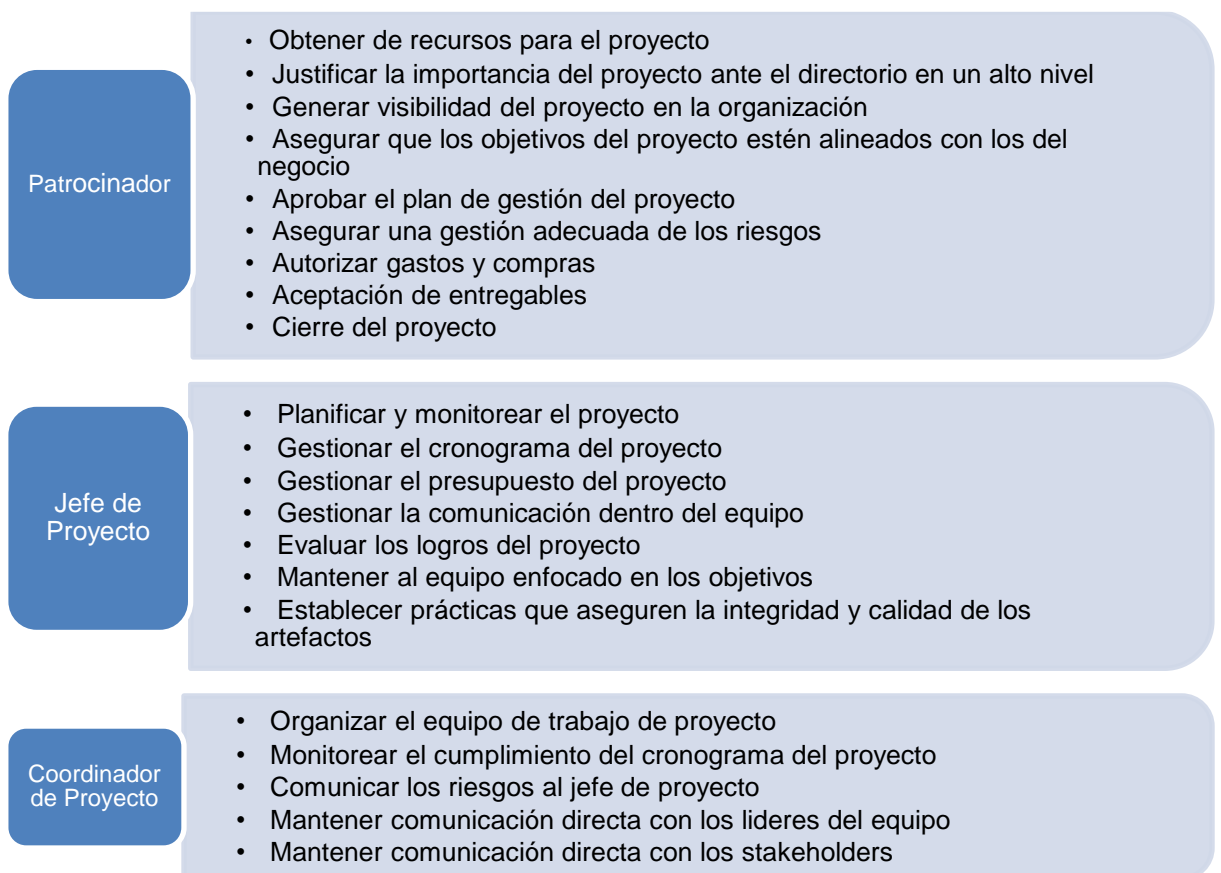 Patrocinador
• Obtener de recursos para el proyecto
• Justificar la importancia del proyecto ante el directorio en un alto nivel
• Generar visibilidad del proyecto en la organización
• Asegurar que los objetivos del proyecto estén alineados con los del
negocio
• Aprobar el plan de gestión del proyecto
• Asegurar una gestión adecuada de los riesgos
• Autorizar gastos y compras
• Aceptación de entregables
• Cierre del proyecto
Jefe de
Proyecto
• Planificar y monitorear el proyecto
• Gestionar el cronograma del proyecto
• Gestionar el presupuesto del proyecto
• Gestionar la comunicación dentro del equipo
• Evaluar los logros del proyecto
• Mantener al equipo enfocado en los objetivos
• Establecer prácticas que aseguren la integridad y calidad de los
artefactos
Coordinador
de Proyecto
• Organizar el equipo de trabajo de proyecto
• Monitorear el cumplimiento del cronograma del proyecto
• Comunicar los riesgos al jefe de proyecto
• Mantener comunicación directa con los lideres del equipo
• Mantener comunicación directa con los stakeholders